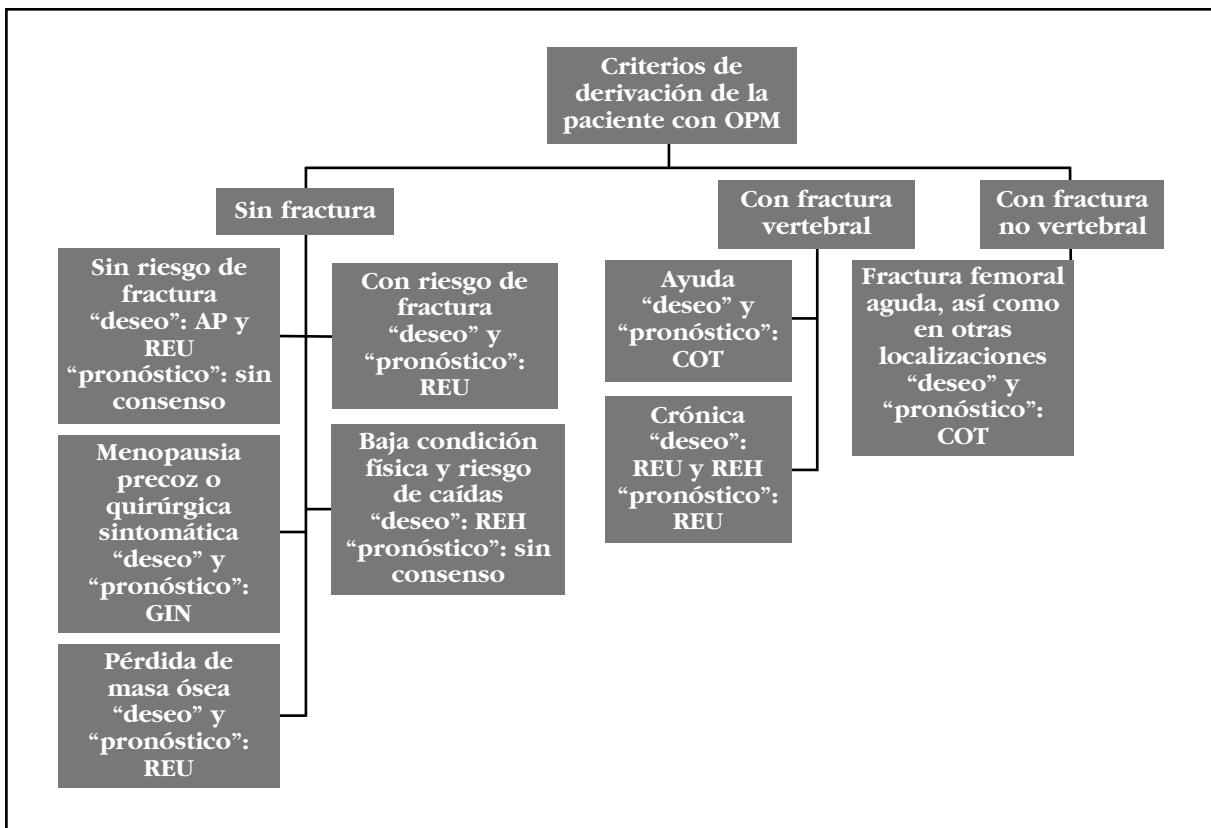 Criterios de
derivación de la
paciente con OPM
Sin fractura
Sin riesgo de
fractura
“deseo”: AP y
REU
“pronóstico”: sin
consenso
Con riesgo de
fractura
“deseo” y
“pronóstico”:
REU
Menopausia
precoz o
quirúrgica
sintomática
“deseo” y
“pronóstico”:
GIN
Baja condición
física y riesgo
de caídas
“deseo”: REH
“pronóstico”: sin
consenso
Pérdida de
masa ósea
“deseo” y
“pronóstico”:
REU
Con fractura
vertebral
Ayuda
“deseo” y
“pronóstico”:
COT
Crónica
“deseo”:
REU y REH
“pronóstico”:
REU
Con fractura
no vertebral
Fractura femoral
aguda, así como
en otras
localizaciones
“deseo” y
“pronóstico”:
COT